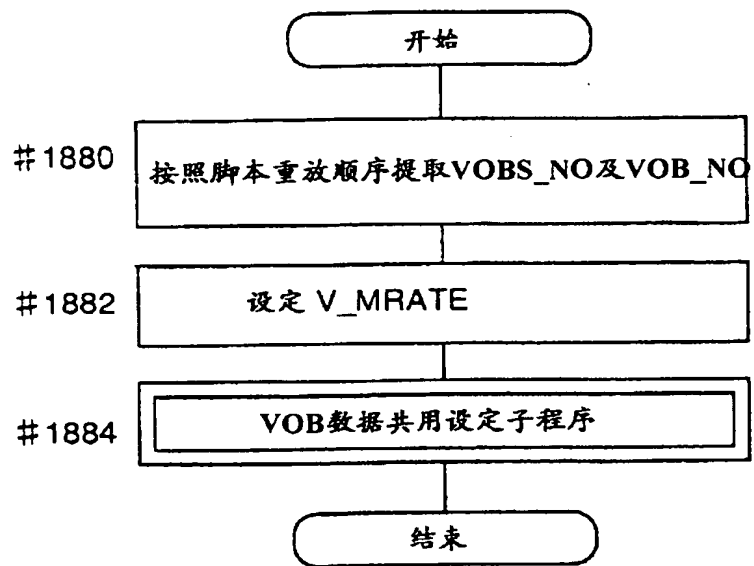 开始
#1880
按照脚本重放顺序提取VOBS_NO及VOB_NO
#1882
设定 V_MRATE
#1884
VOB数据共用设定子程序
结束